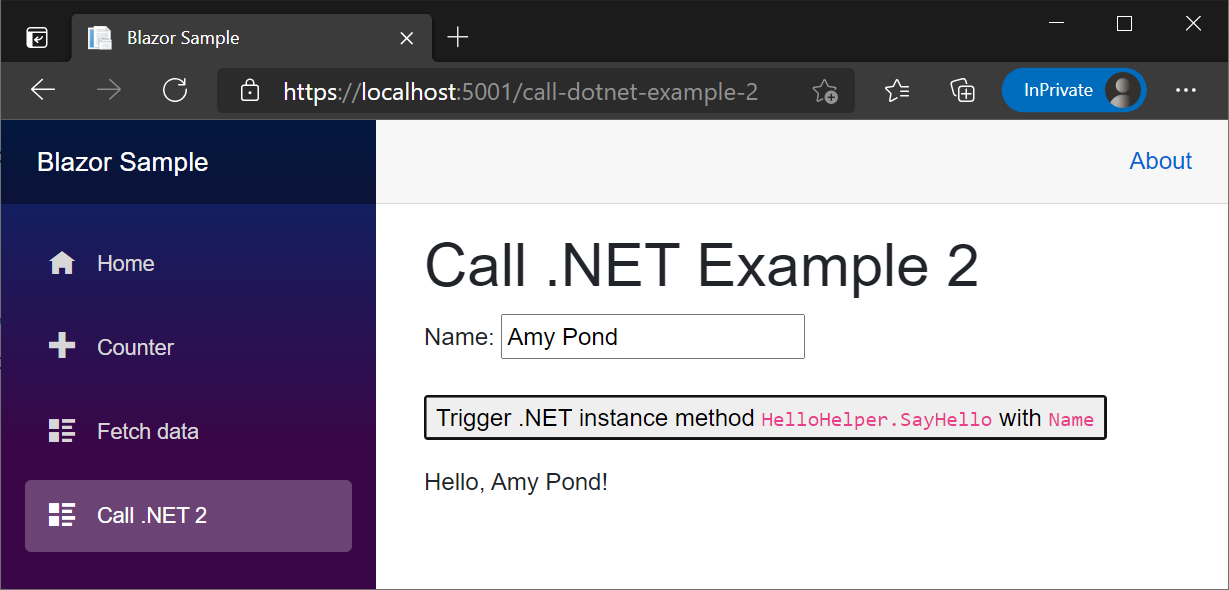 Blazor Sample
https://localhost:5001/call-dotnet-example-2
InPrivate
Blazor Sample
About
Home
Counter
Fetch data
Call .NET 2
Call .NET Example 2
Name: Amy Pond
Trigger .NET instance method HelloHelper.SayHello with Name
Hello, Amy Pond!